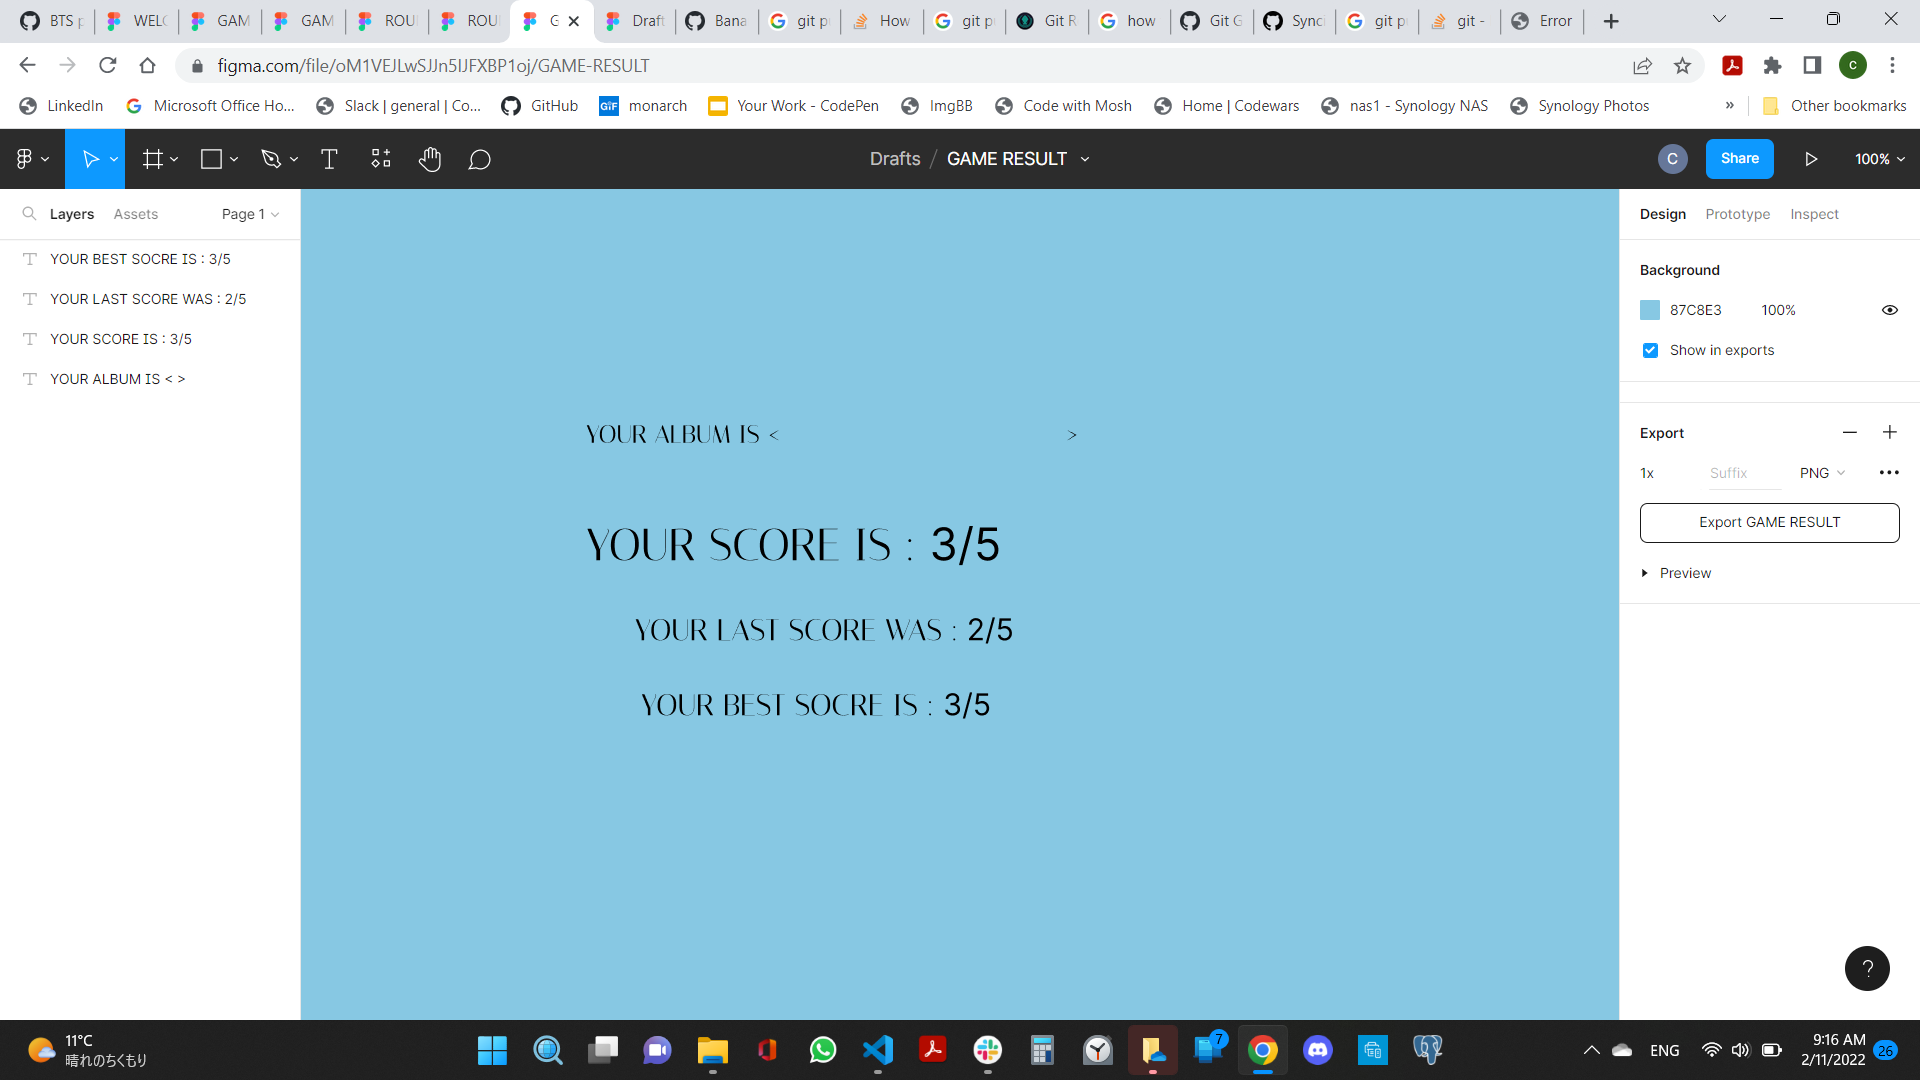 BTS p
WELC
GAM
GAM
ROU
ROU
G
Draft
Bana
git pu
How
git p
Git R
how
Git G
Synci
git p
git -
Error
figma.com/file/oM1VEJLwSJJn5IJFXBP1oj/GAME-RESULT
C
LinkedIn
Microsoft Office Ho...
Slack | general | Co...
GitHub
GIF monarch
Your Work - CodePen
ImgBB
Code with Mosh
Home | Codewars
nas1 - Synology NAS
Synology Photos
»
Other bookmarks
Drafts / GAME RESULT
C
Share
100%
Layers
Assets
Page 1
YOUR BEST SOCRE IS : 3/5
YOUR LAST SCORE WAS : 2/5
YOUR SCORE IS : 3/5
YOUR ALBUM IS < >
YOUR ALBUM IS < >
YOUR SCORE IS : 3/5
YOUR LAST SCORE WAS : 2/5
YOUR BEST SOCRE IS : 3/5
Design
Prototype
Inspect
Background
87C8E3
100%
Show in exports
Export
1x
Suffix
PNG
Export GAME RESULT
Preview
?
11°C
晴れのちくもり
7
ENG
9:16 AM
2/11/2022
26